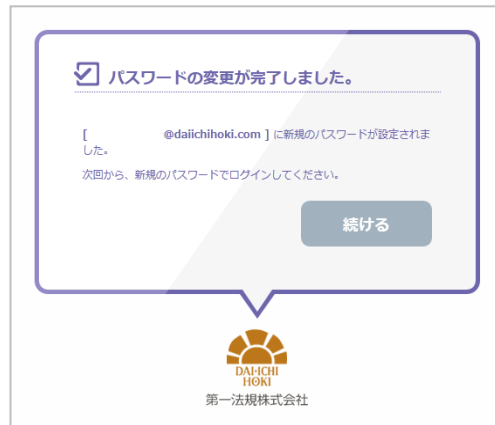 パスワードの変更が完了しました。
[ @daiichihoki.com ] に新規のパスワードが設定されま
した。
次回から、新規のパスワードでログインしてください。
続ける
DAI-ICHI
HOKI
第一法規株式会社